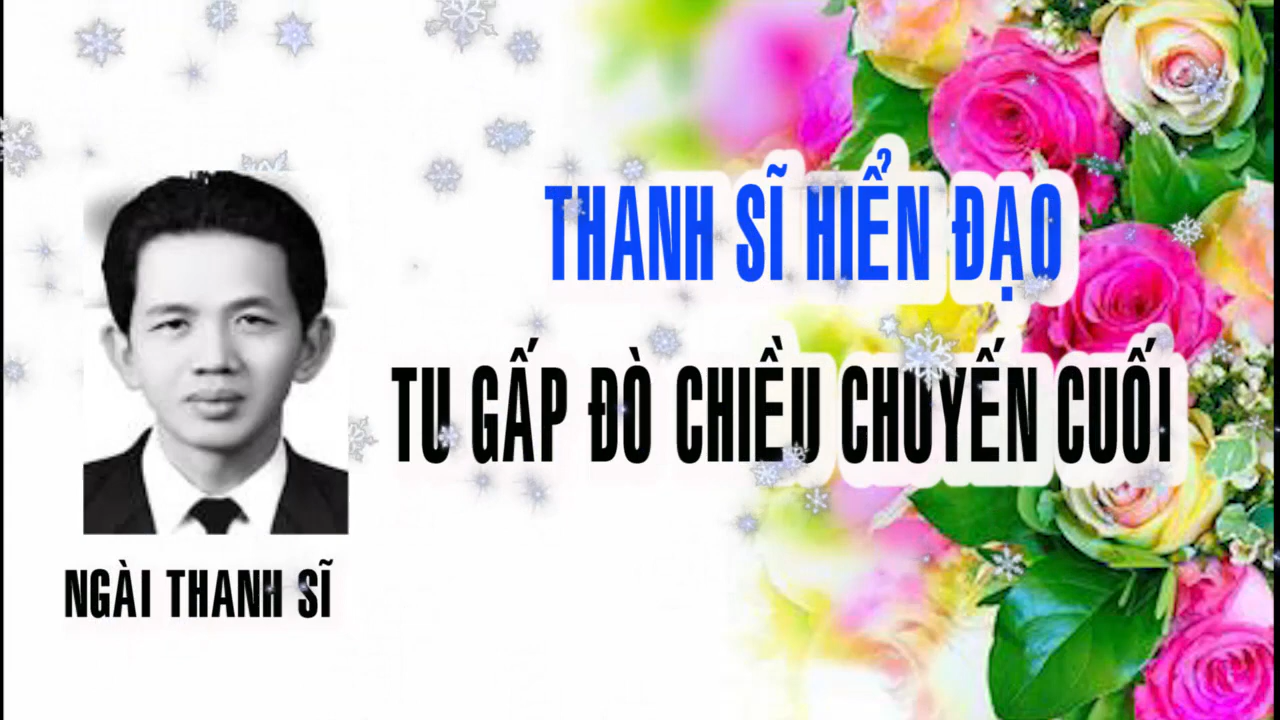 THANH SĨ HIỂN ĐẠO
TU GẤP ĐÒ CHIỀU CHUYẾN CUỐI
NGÀI THANH SĨ